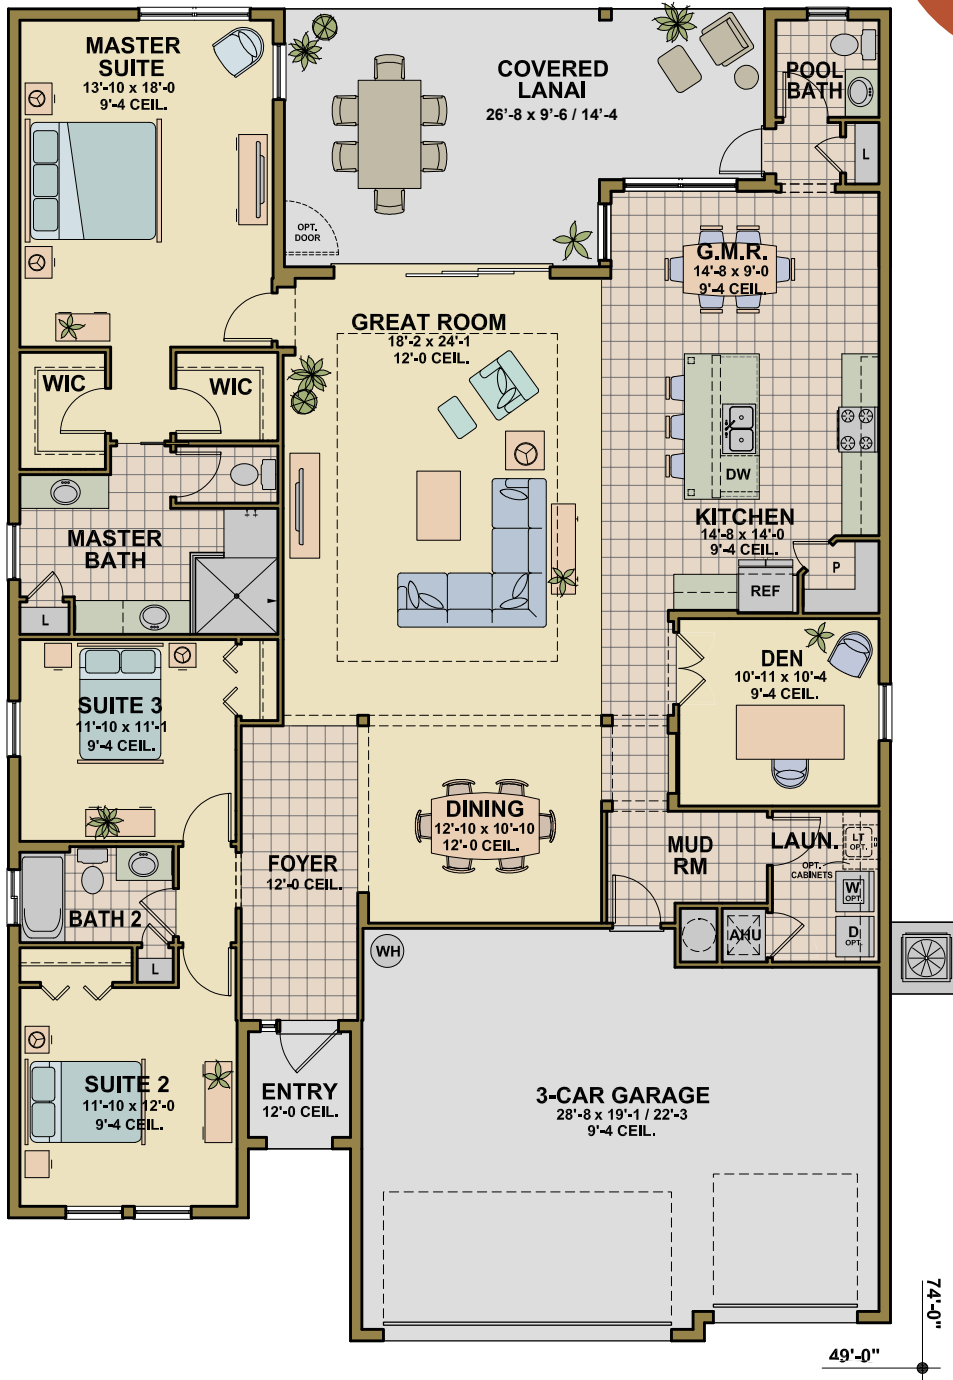 MASTER
SUITE
13'-10 x 18'-0
9'-4 CEIL.
COVERED
LANAI
26'-8 x 9'-6 / 14'-4
POOL
BATH
L
OPT.
DOOR
G.M.R.
14'-8 x 9'-0
9'-4 CEIL.
GREAT ROOM
18'-2 x 24'-1
12'-0 CEIL.
WIC
WIC
DW
KITCHEN
14'-8 x 14'-0
9'-4 CEIL.
MASTER
BATH
P
REF
L
DEN
10'-11 x 10'-4
9'-4 CEIL.
SUITE 3
11'-10 x 11'-1
9'-4 CEIL.
DINING
12'-10 x 10'-10
12'-0 CEIL.
FOYER
12'-0 CEIL.
MUD
RM
LAUN.
LT
OPT.
OPT.
CABINETS
W
OPT.
D
OPT.
AHU
BATH 2
L
WH
SUITE 2
11'-10 x 12'-0
9'-4 CEIL.
ENTRY
12'-0 CEIL.
3-CAR GARAGE
28'-8 x 19'-1 / 22'-3
9'-4 CEIL.
74'-0"
49'-0"